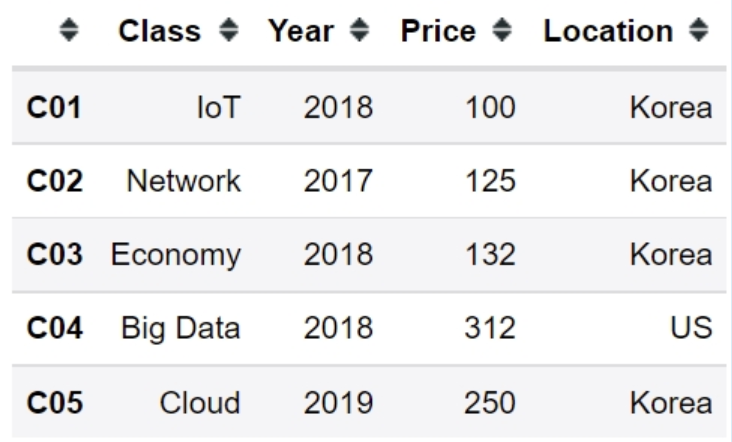 Class Year Price Location
C01 IoT 2018 100 Korea
C02 Network 2017 125 Korea
C03 Economy 2018 132 Korea
C04 Big Data 2018 312 US
C05 Cloud 2019 250 Korea